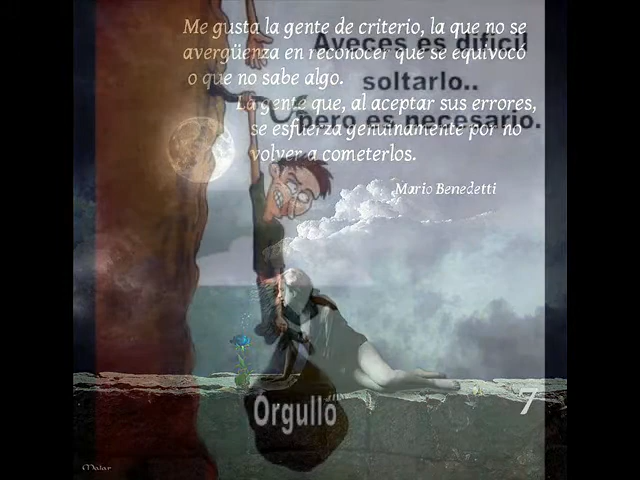 Me gusta la gente de criterio, la que no se
avergüenza en reconocer que se equivocó
o que no sabe algo.
La gente que, al aceptar sus errores,
se esfuerza genuinamente por no
volver a cometerlos.
Mario Benedetti
Aveces es dificil
soltarlo..
pero es necesario.
Orgullo
7
Malar